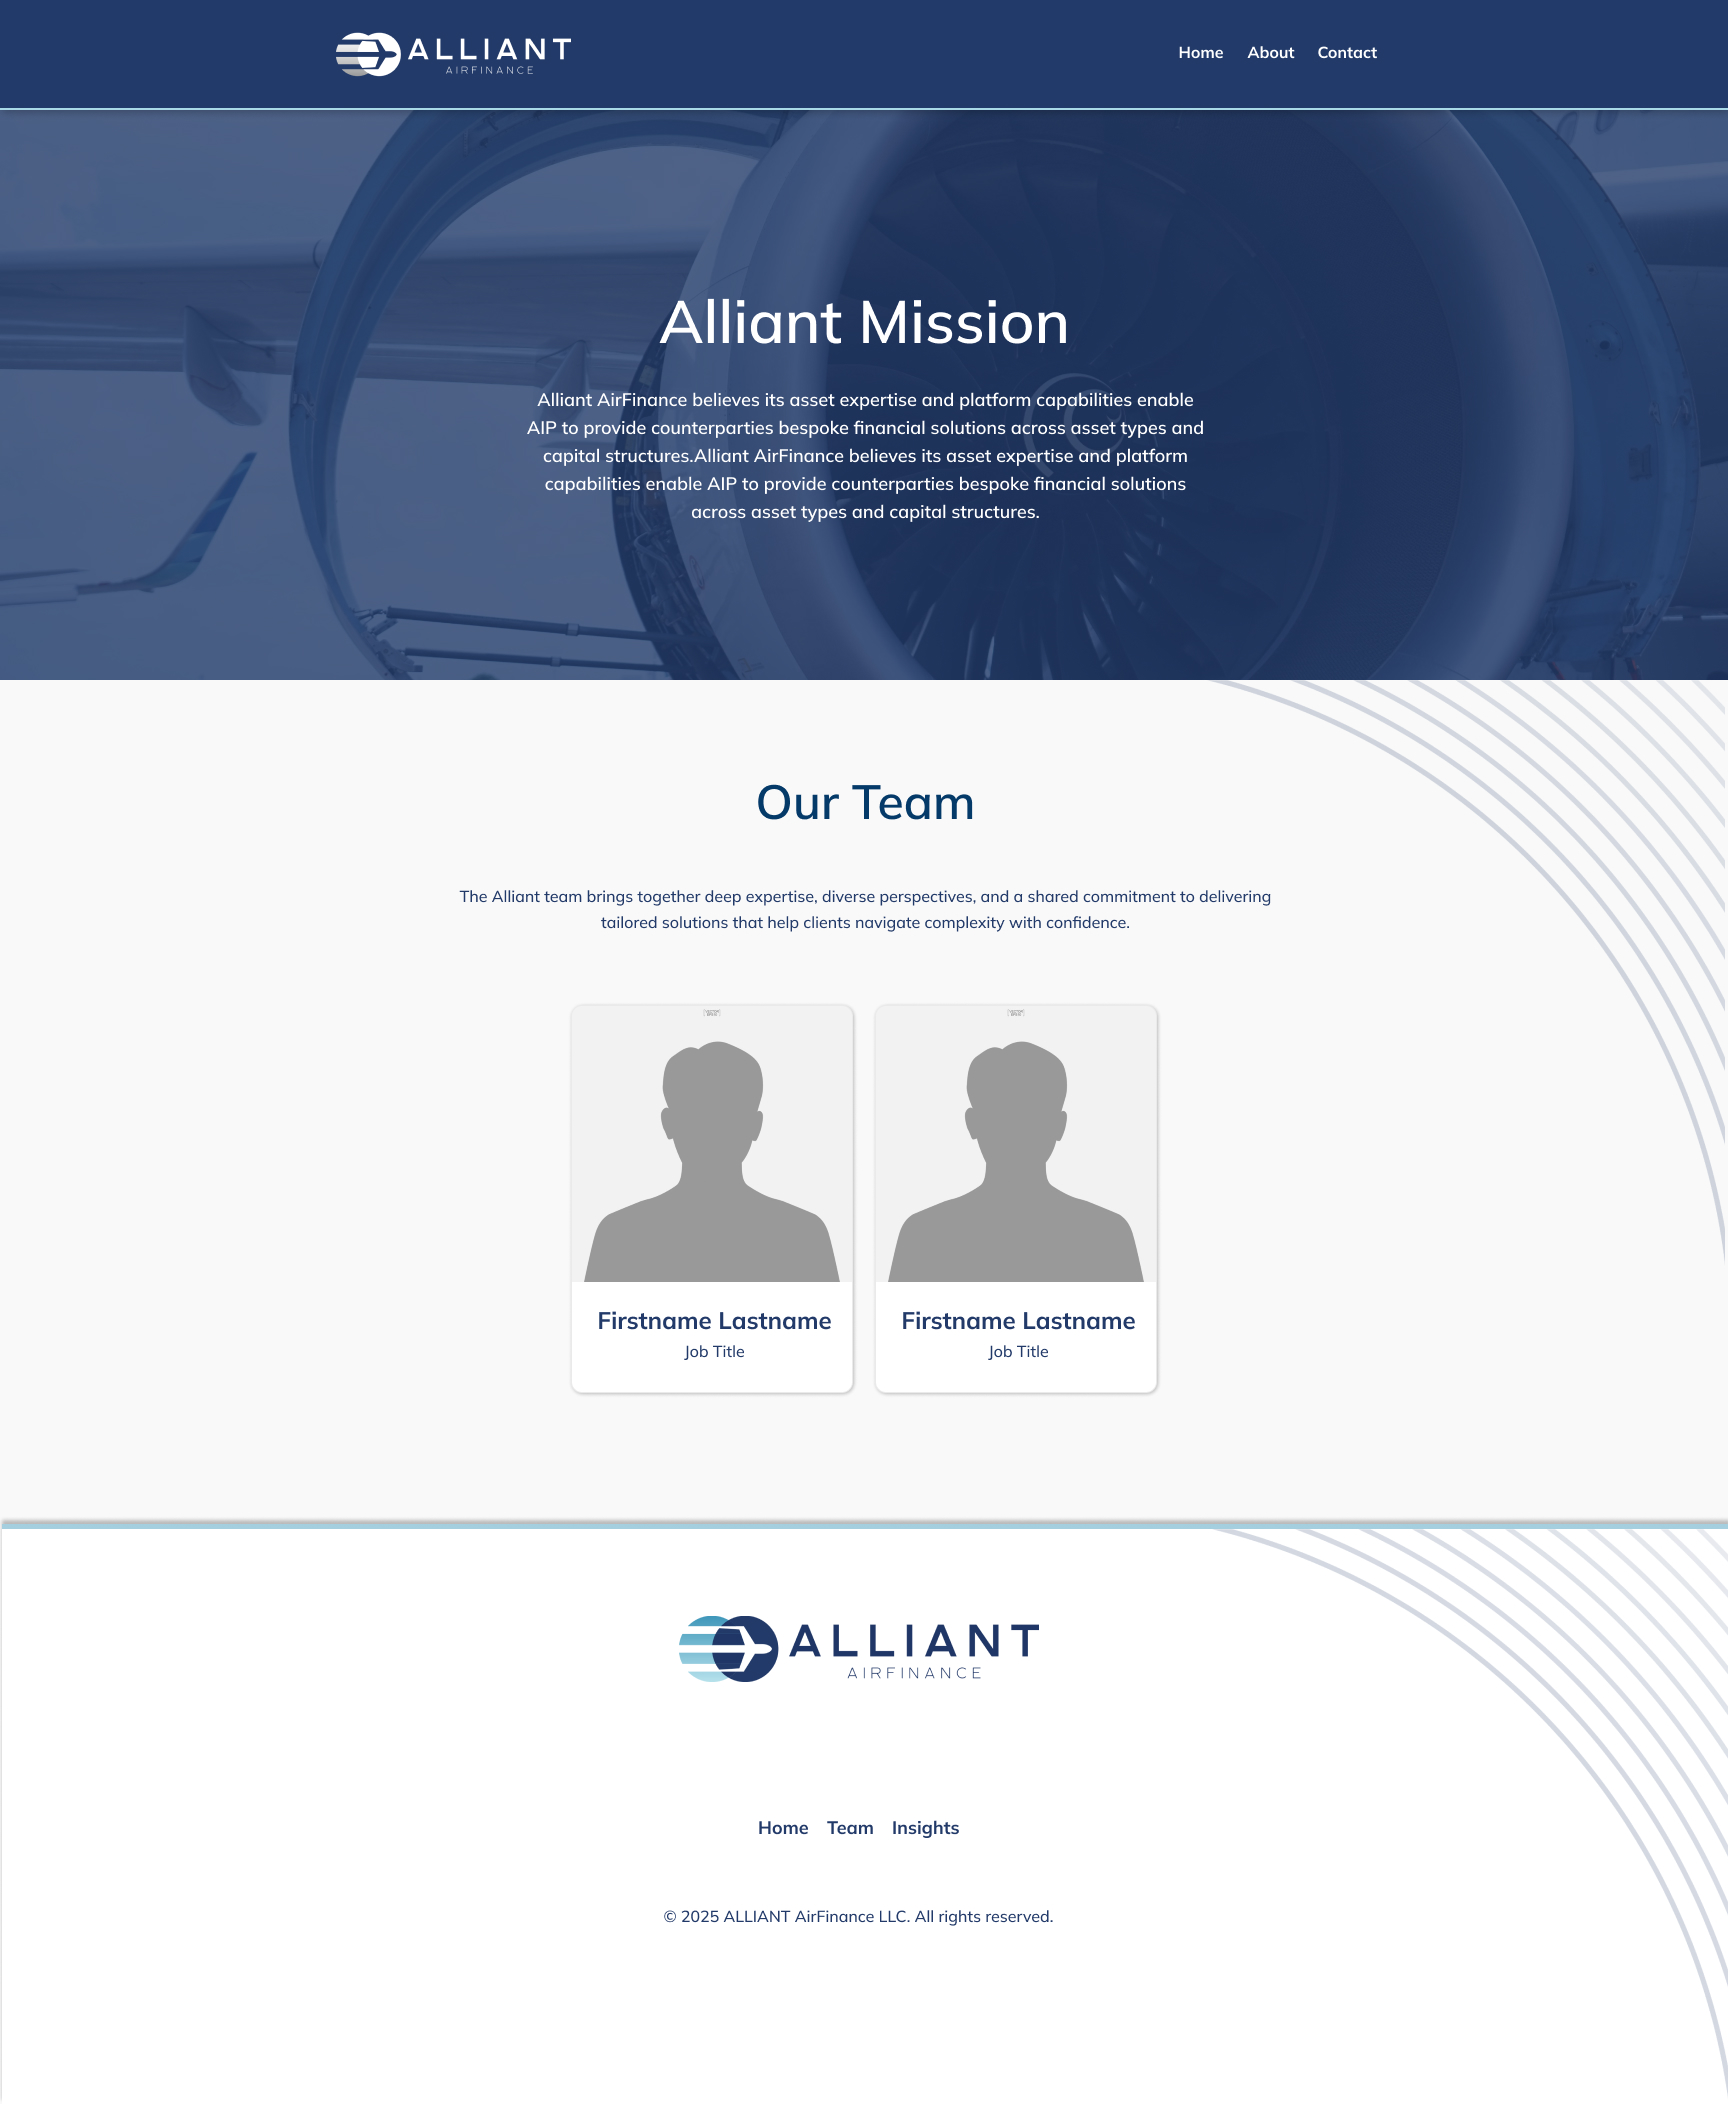 ALLIANT
AIRFINANCE
Home About Contact
Alliant Mission
Alliant AirFinance believes its asset expertise and platform capabilities enable
AIP to provide counterparties bespoke financial solutions across asset types and
capital structures.Alliant AirFinance believes its asset expertise and platform
capabilities enable AIP to provide counterparties bespoke financial solutions
across asset types and capital structures.
Our Team
The Alliant team brings together deep expertise, diverse perspectives, and a shared commitment to delivering
tailored solutions that help clients navigate complexity with confidence.
Firstname Lastname
Job Title
Firstname Lastname
Job Title
ALLIANT
AIRFINANCE
Home Team Insights
© 2025 ALLIANT AirFinance LLC. All rights reserved.